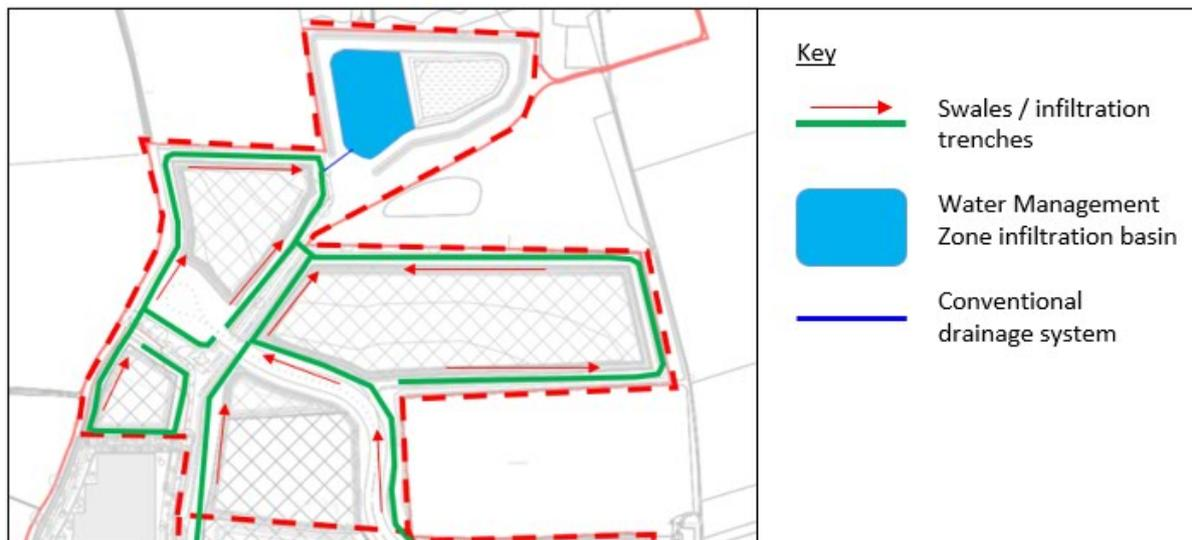 Key
Swales / infiltration
trenches
Water Management
Zone infiltration basin
Conventional
drainage system